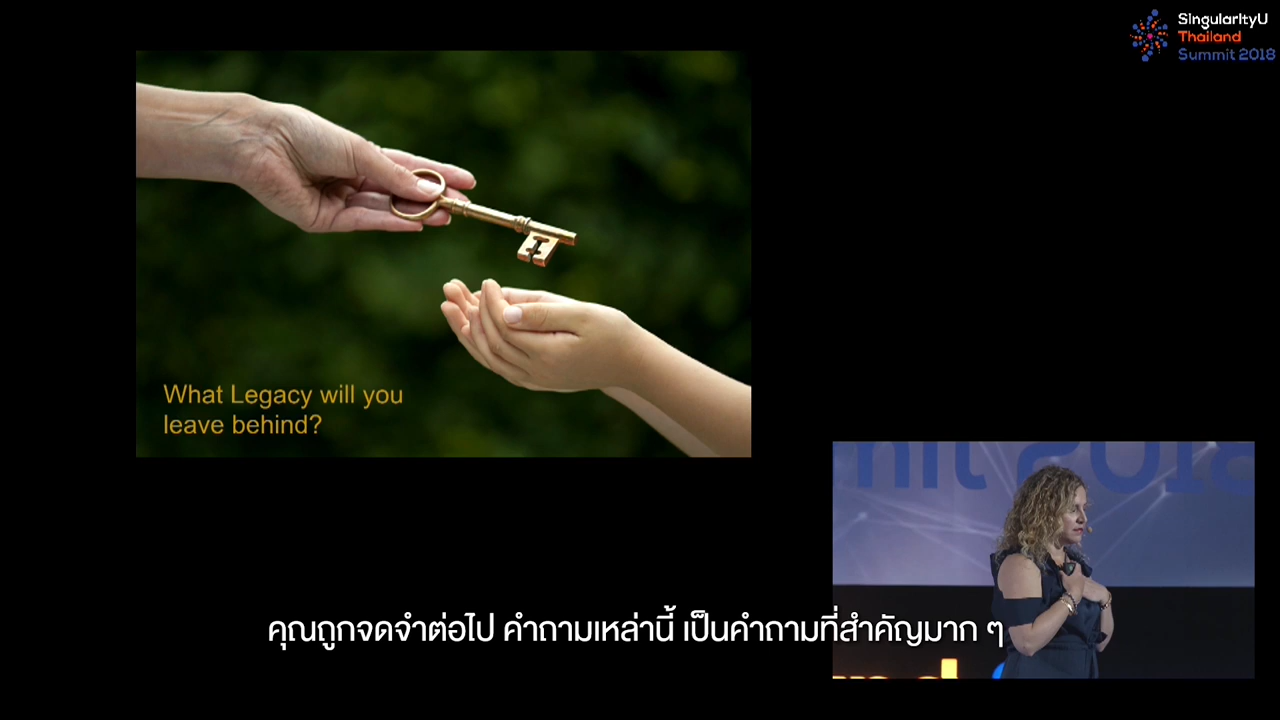 SingularityU
Thailand
Summit 2018
What Legacy will you
leave behind?
mit 2018
คุณถูกจดจำต่อไป คำถามเหล่านี้ เป็นคำถามที่สำคัญมาก ๆ